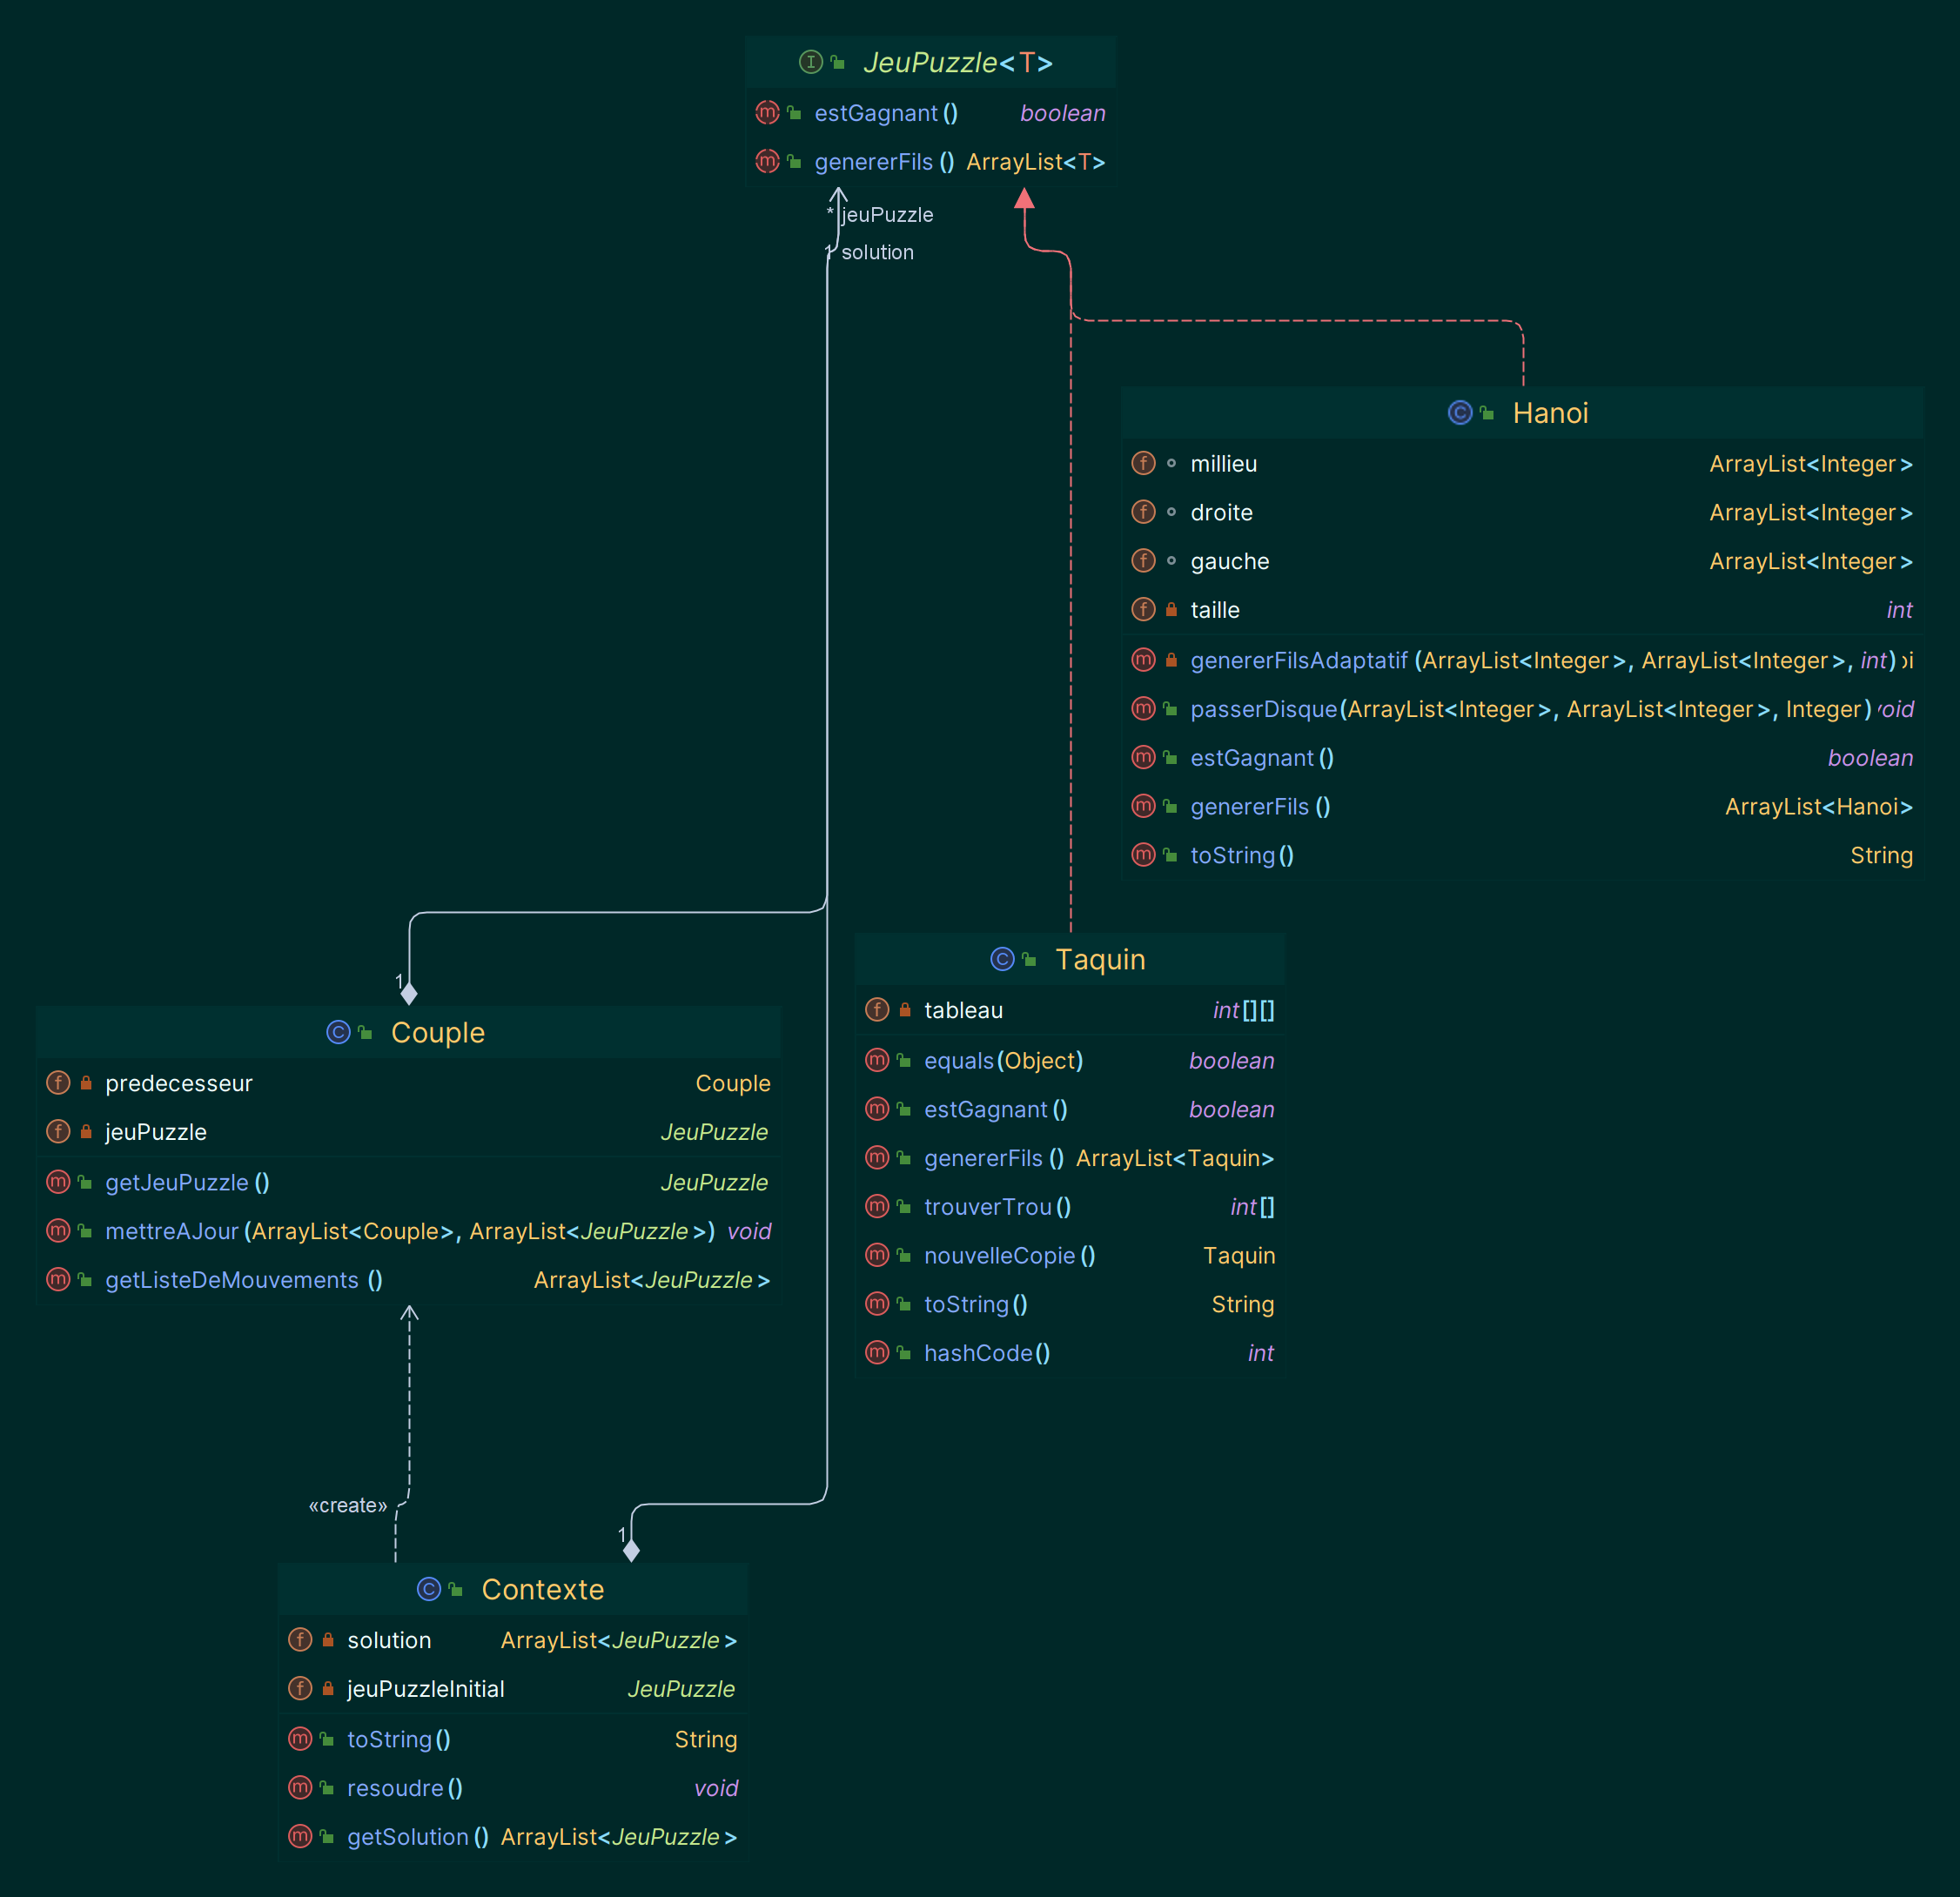 JeuPuzzle<T>
estGagnant() boolean
genererFils() ArrayList<T>
* jeuPuzzle
1 solution
Hanoi
millieu ArrayList<Integer>
droite ArrayList<Integer>
gauche ArrayList<Integer>
taille int
genererFilsAdaptatif(ArrayList<Integer>, ArrayList<Integer>, int)
passerDisque(ArrayList<Integer>, ArrayList<Integer>, Integer) void
estGagnant() boolean
genererFils() ArrayList<Hanoi>
toString() String
Taquin
tableau int[][]
equals(Object) boolean
estGagnant() boolean
genererFils() ArrayList<Taquin>
trouverTrou() int[]
nouvelleCopie() Taquin
toString() String
hashCode() int
1
Couple
predecesseur Couple
jeuPuzzle JeuPuzzle
getJeuPuzzle() JeuPuzzle
mettreAJour(ArrayList<Couple>, ArrayList<JeuPuzzle>) void
getListeDeMouvements() ArrayList<JeuPuzzle>
«create»
1
Contexte
solution ArrayList<JeuPuzzle>
jeuPuzzleInitial JeuPuzzle
toString() String
resoudre() void
getSolution() ArrayList<JeuPuzzle>